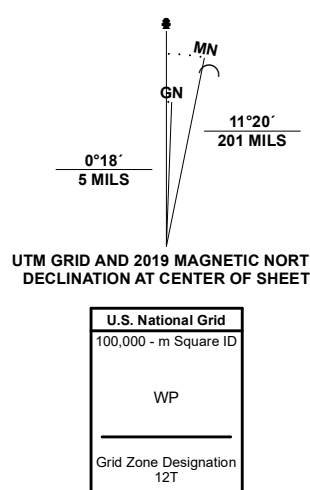 MN
GN
11°20´
201 MILS
0°18´
5 MILS
UTM GRID AND 2019 MAGNETIC NORT
DECLINATION AT CENTER OF SHEET
U.S. National Grid
100,000 - m Square ID
WP
Grid Zone Designation
12T